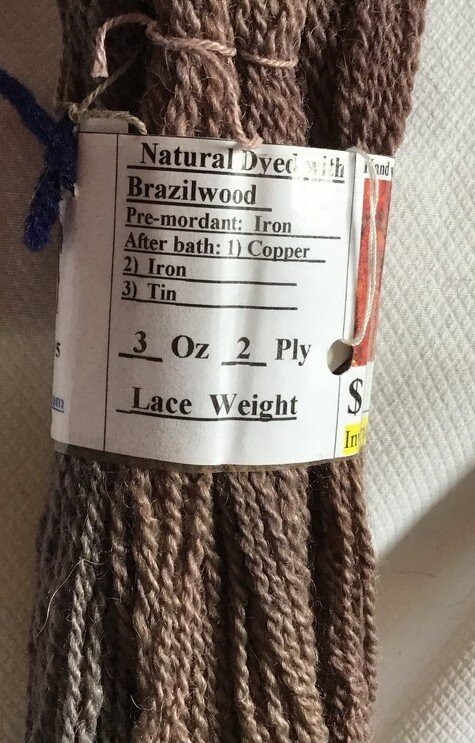 Natural Dyed with
Brazilwood
Pre-mordant: Iron
After bath: 1) Copper
2) Iron
3) Tin
3 Oz 2 Ply
Lace Weight
$